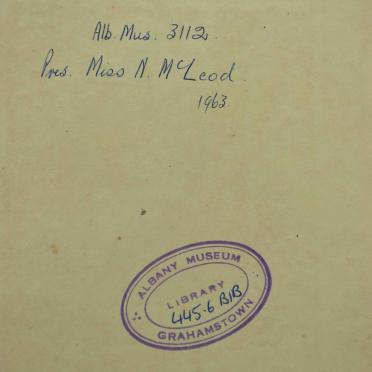 Alb. Mus. 3112.
Pres. Miss N. McLeod.
1963.
ALBANY MUSEUM
LIBRARY
445.6 BIB
GRAHAMSTOWN